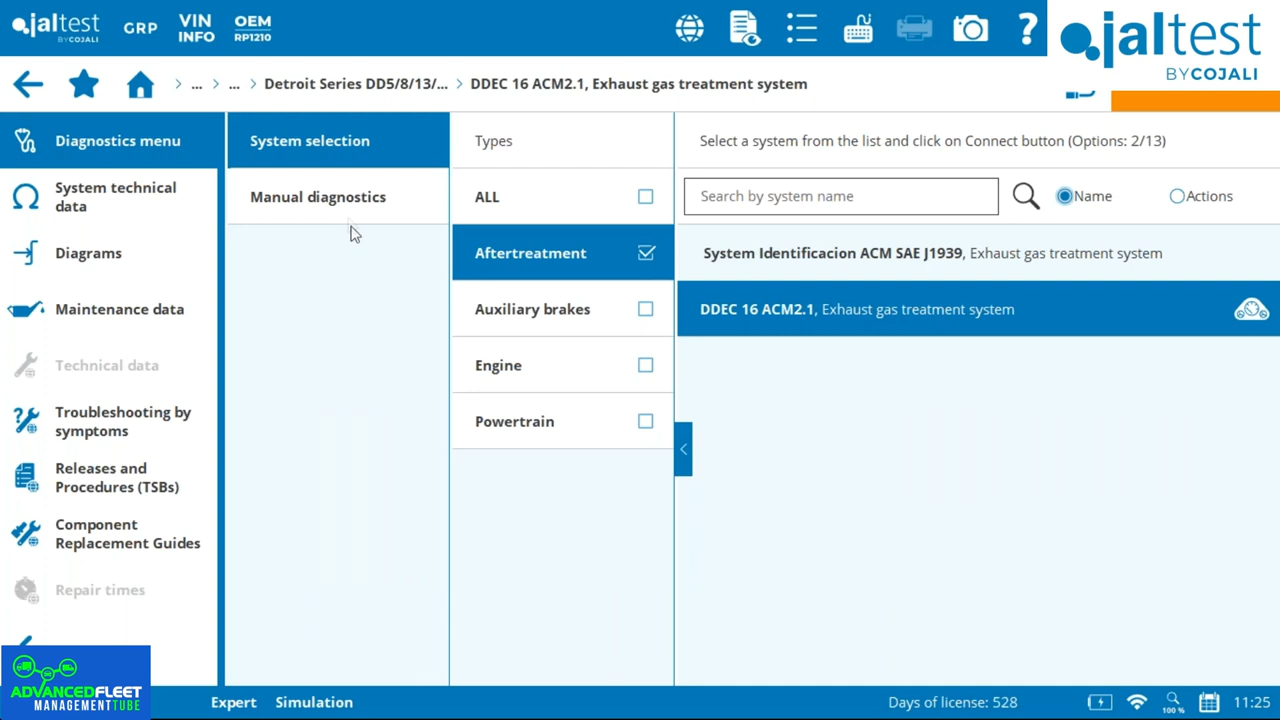 jaltest
BY COJALI
GRP
VIN
INFO
OEM
RP1210
?
jaltest
BY COJALI
> ... > ... > Detroit Series DD5/8/13/... > DDEC 16 ACM2.1, Exhaust gas treatment system
Diagnostics menu
System technical
data
Diagrams
Maintenance data
Technical data
Troubleshooting by
symptoms
Releases and
Procedures (TSBs)
Component
Replacement Guides
Repair times
System selection
Manual diagnostics
Types
ALL
Aftertreatment
Auxiliary brakes
Engine
Powertrain
Select a system from the list and click on Connect button (Options: 2/13)
Search by system name
Name
Actions
System Identificacion ACM SAE J1939, Exhaust gas treatment system
DDEC 16 ACM2.1, Exhaust gas treatment system
<
ADVANCEDFLEET
MANAGEMENTTUBE
Expert
Simulation
Days of license: 528
100 %
11:25